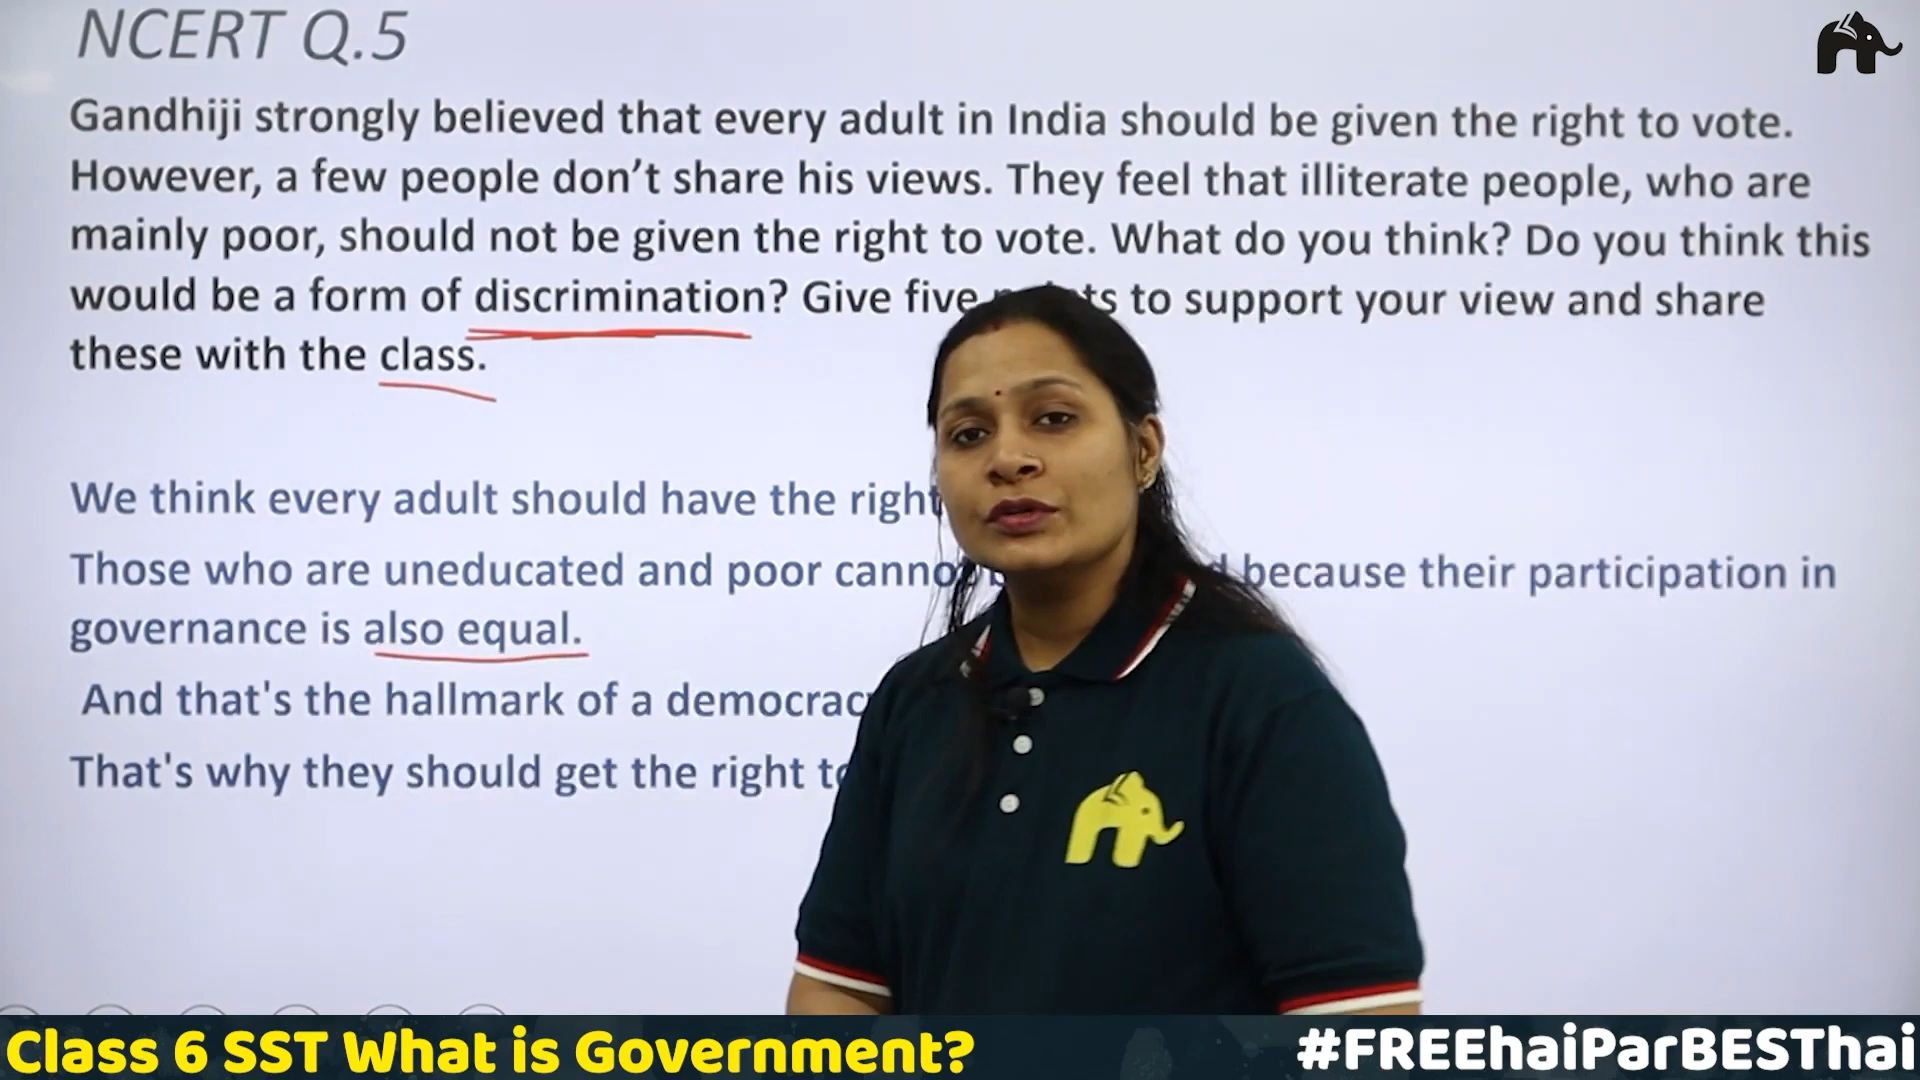 NCERT Q.5
Gandhiji strongly believed that every adult in India should be given the right to vote.
However, a few people don’t share his views. They feel that illiterate people, who are
mainly poor, should not be given the right to vote. What do you think? Do you think this
would be a form of discrimination? Give five to support your view and share
these with the class.
We think every adult should have the right
Those who are uneducated and poor because their participation in
governance is also equal.
And that's the hallmark of a
That's why they should get the right
Class 6 SST What is Government?
#FREEhaiParBESThai